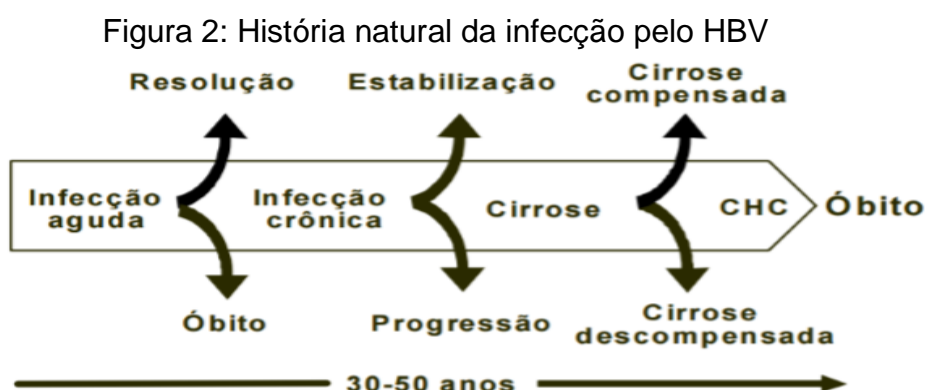 Figura 2: História natural da infecção pelo HBV
Resolução
Estabilização
Cirrose
compensada
Infecção
aguda
Infecção
crônica
Cirrose
CHC
Óbito
Óbito
Progressão
Cirrose
descompensada
30-50 anos